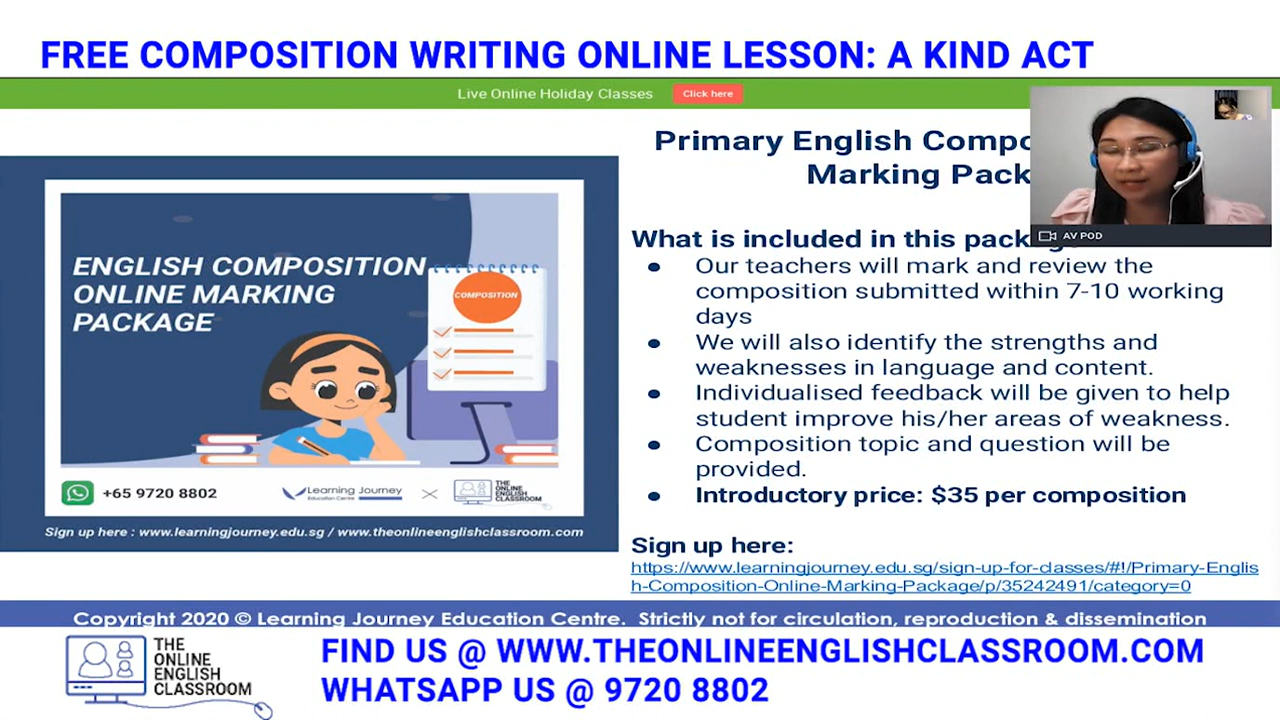 FREE COMPOSITION WRITING ONLINE LESSON: A KIND ACT
Live Online Holiday Classes Click here
Primary English
Marking
What is included in this
AV POD
● Our teachers will mark and review the
composition submitted within 7-10 working
days
● We will also identify the strengths and
weaknesses in language and content.
● Individualised feedback will be given to help
student improve his/her areas of weakness.
● Composition topic and question will be
provided.
● Introductory price: $35 per composition
Sign up here:
https://www.learningjourney.edu.sg/sign-up-for-classes/#!/Primary-Englis
h-Composition-Online-Marking-Package/p/35242491/category=0
ENGLISH COMPOSITION
ONLINE MARKING
PACKAGE
COMPOSITION
+65 9720 8802
Learning Journey
Education Centre
THE
ONLINE
ENGLISH
CLASSROOM
Sign up here : www.learningjourney.edu.sg / www.theonlineenglishclassroom.com
Copyright 2020 © Learning Journey Education Centre. Strictly not for circulation, reproduction & dissemination
THE
ONLINE
ENGLISH
CLASSROOM
FIND US @ WWW.THEONLINEENGLISHCLASSROOM.COM
WHATSAPP US @ 9720 8802